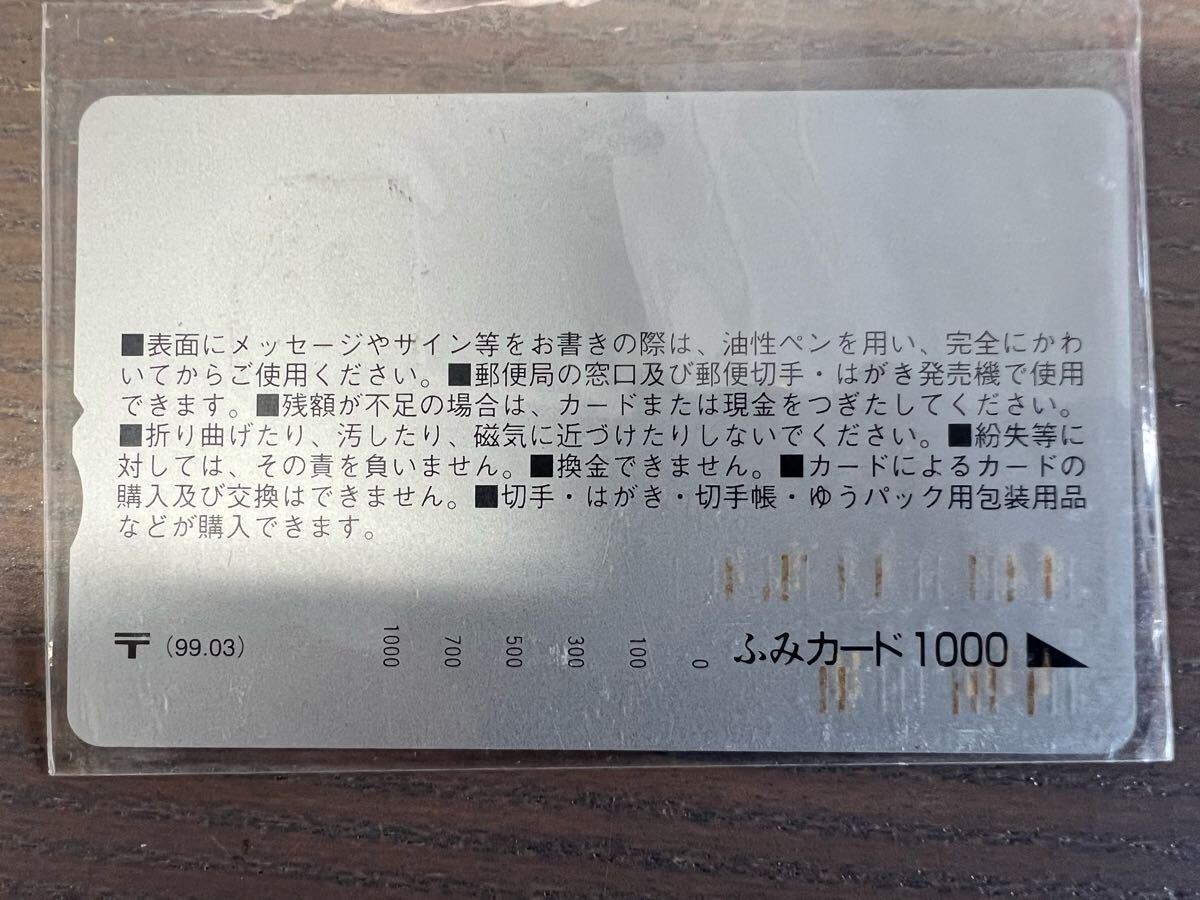 ■表面にメッセージやサイン等をお書きの際は、油性ペンを用い、完全にかわ
いてからご使用ください。■郵便局の窓口及び郵便切手・はがき発売機で使用
できます。■残額が不足の場合は、カードまたは現金をつぎたしてください。
■折り曲げたり、汚したり、磁気に近づけたりしないでください。■紛失等に
対しては、その責を負いません。■換金できません。■カードによるカードの
購入及び交換はできません。■切手・はがき・切手帳・ゆうパック用包装用品
などが購入できます。
〒 (99.03) 1000 700 500 300 100 0 ふみカード1000